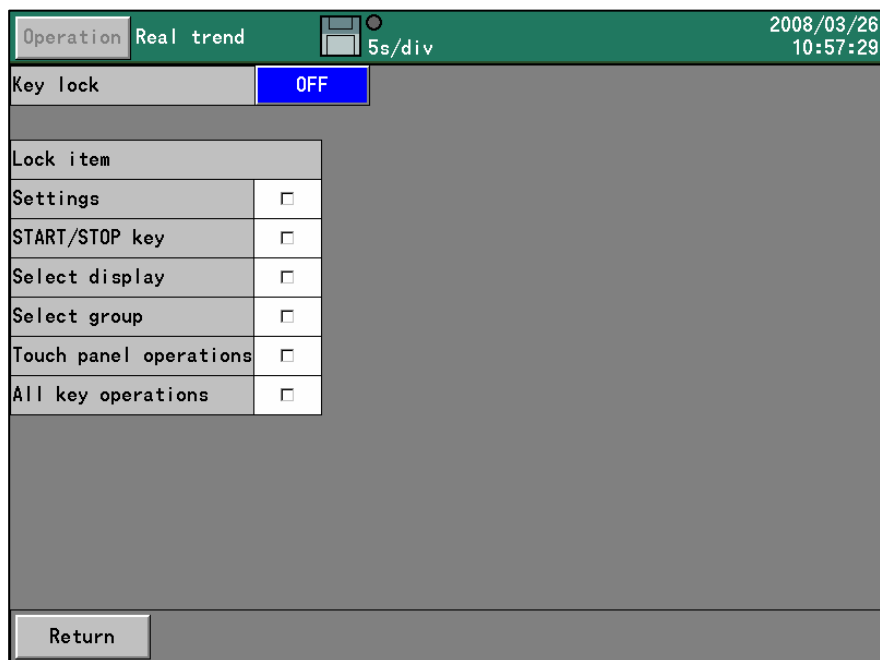 Operation Real trend 5s/div 2008/03/26
10:57:29
Key lock OFF
Lock item
Settings
START/STOP key
Select display
Select group
Touch panel operations
All key operations
Return